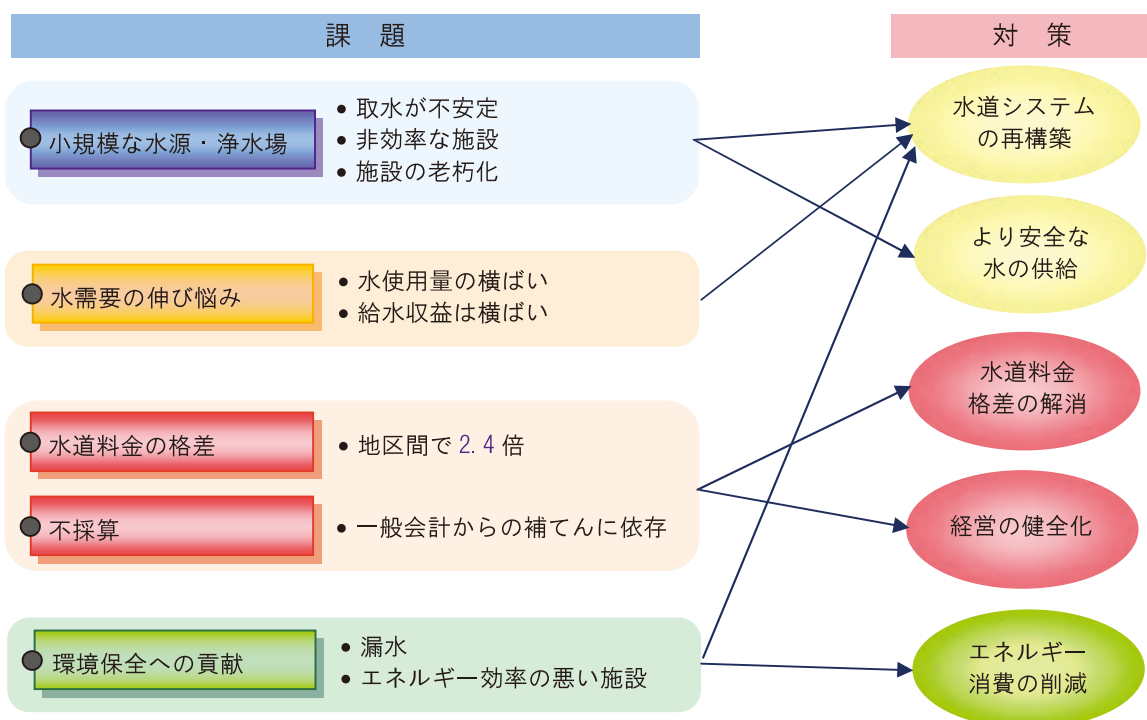 課 題
対 策
小規模な水源・浄水場
● 取水が不安定
● 非効率な施設
● 施設の老朽化
水需要の伸び悩み
● 水使用量の横ばい
● 給水収益は横ばい
水道料金の格差
● 地区間で2.4倍
不採算
● 一般会計からの補てんに依存
環境保全への貢献
● 漏水
● エネルギー効率の悪い施設
水道システム
の再構築
より安全な
水の供給
水道料金
格差の解消
経営の健全化
エネルギー
消費の削減